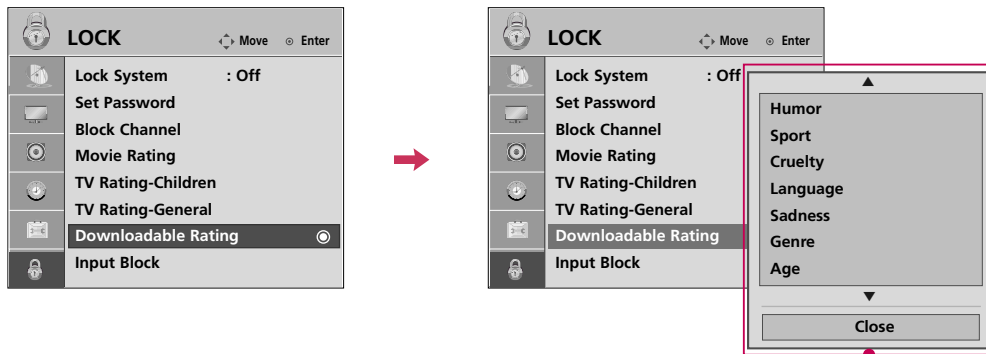 LOCK Move Enter
Lock System : Off
Set Password
Block Channel
Movie Rating
TV Rating-Children
TV Rating-General
Downloadable Rating
Input Block
LOCK Move Enter
Lock System : Off
Set Password
Block Channel
Movie Rating
TV Rating-Children
TV Rating-General
Downloadable Rating
Input Block
Humor
Sport
Cruelty
Language
Sadness
Genre
Age
Close